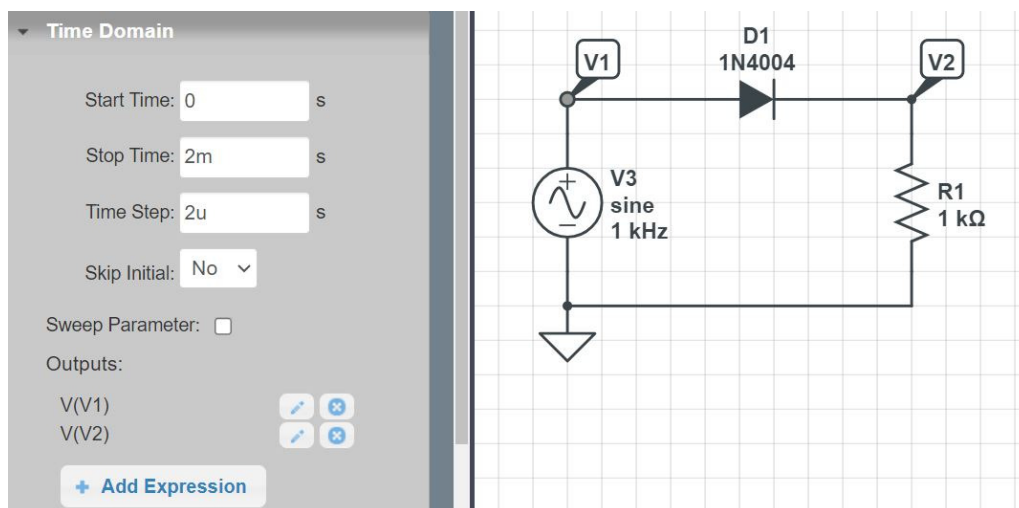 Time Domain
Start Time: 0 s
Stop Time: 2m s
Time Step: 2u s
Skip Initial: No
Sweep Parameter:
Outputs:
V(V1)
V(V2)
+ Add Expression
V1
D1
1N4004
V2
V3
sine
1 kHz
R1
1 kΩ